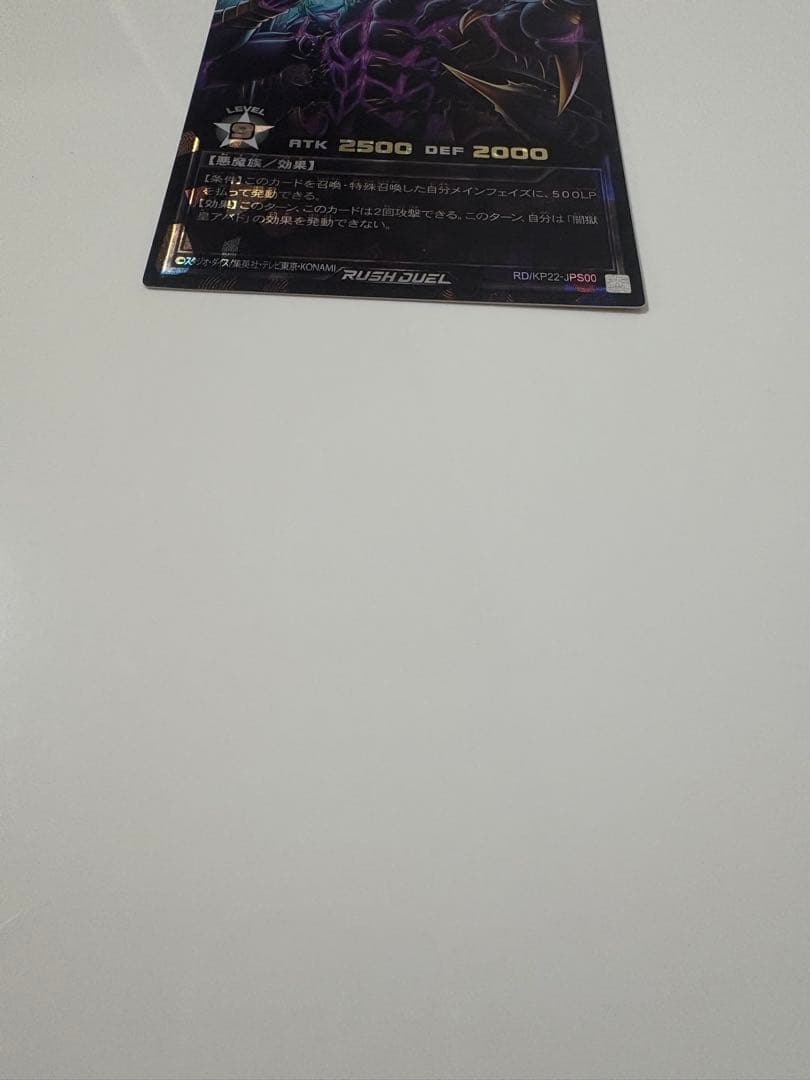 LEVEL
9
ATK 2500 DEF 2000
【悪魔族／効果】
【条件】このカードを召喚・特殊召喚した自分メインフェイズに、500LP
を払って発動できる。
【効果】このターン、このカードは2回攻撃できる。このターン、自分は「闇獄
皇アバド」の効果を発動できない。
©スタジオ・ダイス/集英社・テレビ東京・KONAMI
RUSH DUEL
RD/KP22-JPS00